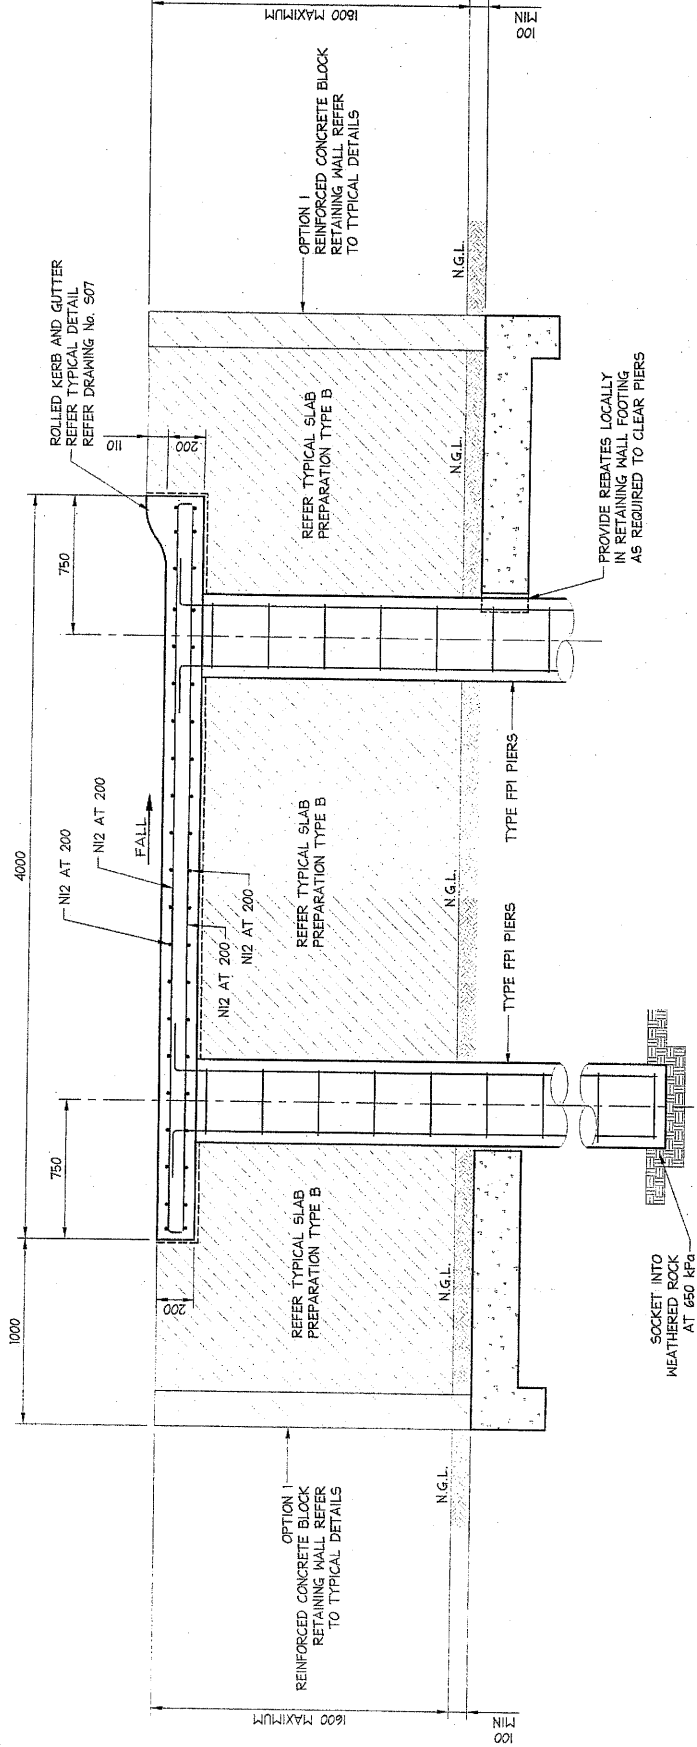 1000
4000
750
750
ROLLED KERB AND GUTTER
REFER TYPICAL DETAIL
REFER DRAWING No. S07
N12 AT 200
N12 AT 200
FALL
110
200
200
N12 AT 200
N12 AT 200
OPTION 1
REINFORCED CONCRETE BLOCK
RETAINING WALL REFER
TO TYPICAL DETAILS
REFER TYPICAL SLAB
PREPARATION TYPE B
REFER TYPICAL SLAB
PREPARATION TYPE B
REFER TYPICAL SLAB
PREPARATION TYPE B
OPTION 1
REINFORCED CONCRETE BLOCK
RETAINING WALL REFER
TO TYPICAL DETAILS
1600 MAXIMUM
100
MIN
1800 MAXIMUM
100
MIN
N.G.L.
N.G.L.
N.G.L.
N.G.L.
N.G.L.
TYPE FP1 PIERS
TYPE FP1 PIERS
PROVIDE REBATES LOCALLY
IN RETAINING WALL FOOTING
AS REQUIRED TO CLEAR PIERS
SOCKET INTO
WEATHERED ROCK
AT 650 kPa